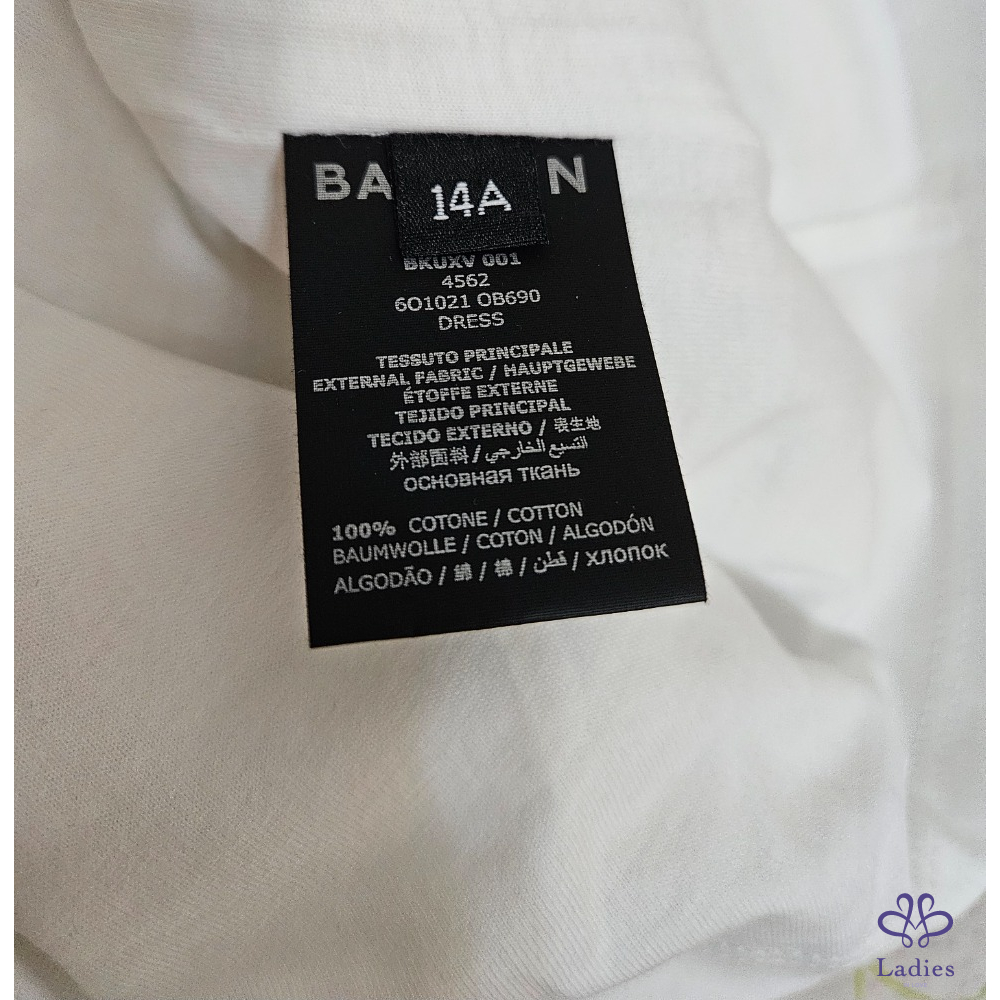 BA N
14A
BKUXV 001
4562
6O1021 OB690
DRESS
TESSUTO PRINCIPALE
EXTERNAL FABRIC / HAUPTGEWEBE
ÉTOFFE EXTERNE
TEJIDO PRINCIPAL
TECIDO EXTERNO / 表生地
外部面料 / النسيج الخارجي
ОСНОВНАЯ ТКАНЬ
100% COTONE / COTTON
BAUMWOLLE / COTON / ALGODÓN
ALGODÃO / 綿 / 棉 / قطن / ХЛОПОК
Ladies